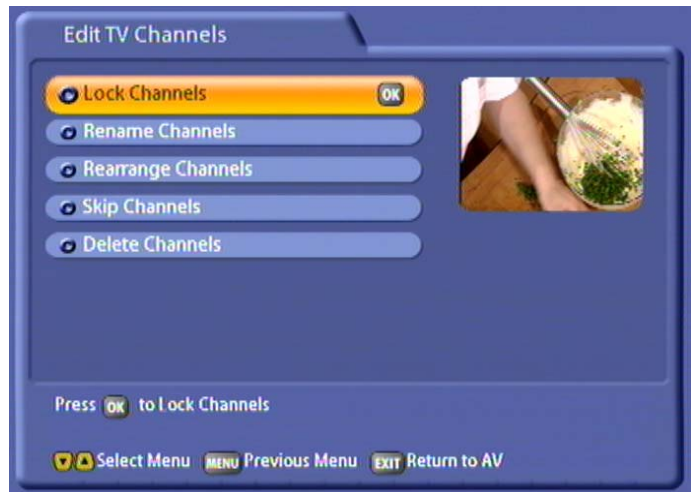 Edit TV Channels
Lock Channels OK
Rename Channels
Rearrange Channels
Skip Channels
Delete Channels
Press OK to Lock Channels
Select Menu MENU Previous Menu EXIT Return to AV